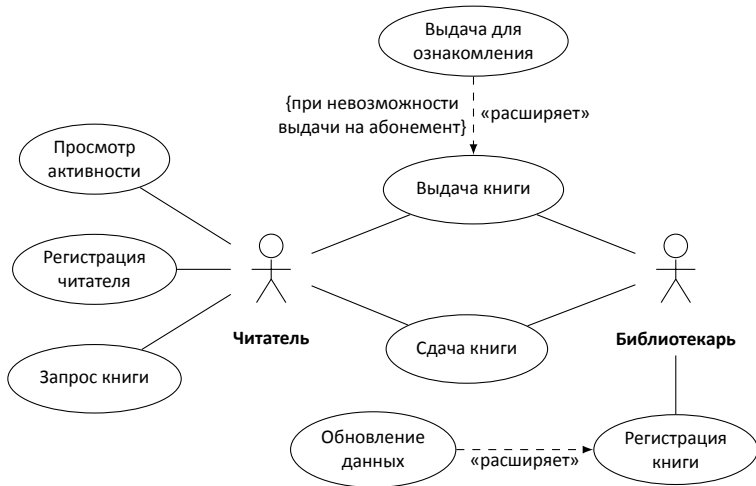 Выдача для
ознакомления
{при невозможности
выдачи на абонемент}
«расширяет»
Просмотр
активности
Выдача книги
Регистрация
читателя
Читатель
Библиотекарь
Запрос книги
Сдача книги
Обновление
данных
«расширяет»
Регистрация
книги